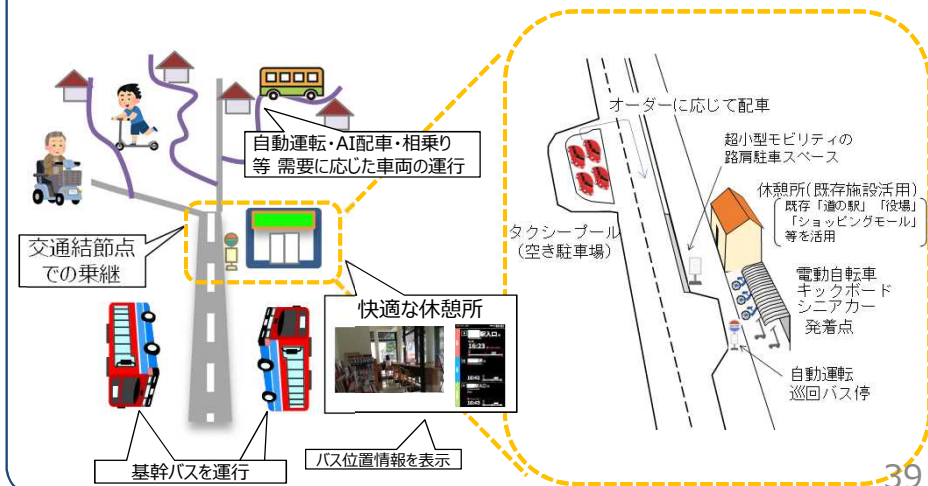 自動運転・AI配車・相乗り
等 需要に応じた車両の運行
交通結節点
での乗継
快適な休憩所
16:23
16:43
16:43
基幹バスを運行
バス位置情報を表示
オーダーに応じて配車
超小型モビリティの
路肩駐車スペース
休憩所(既存施設活用)
既存「道の駅」「役場」
「ショッピングモール」
等を活用
タクシープール
(空き駐車場)
電動自転車
キックボード
シニアカー
発着点
自動運転
巡回バス停
39